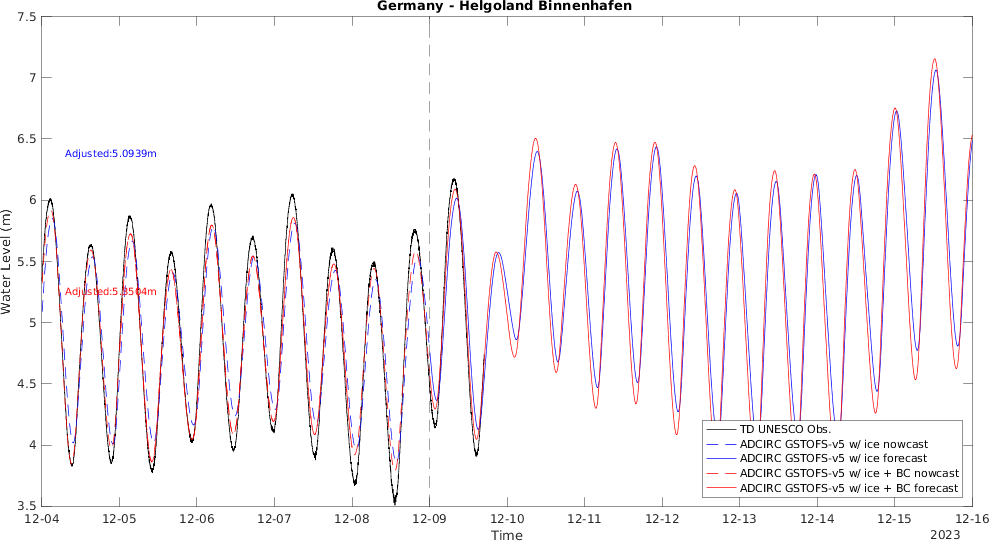 Germany - Helgoland Binnenhafen
7.5
7
6.5
6
5.5
5
4.5
4
3.5
Water Level (m)
Adjusted:5.0939m
TD UNESCO Obs.
ADCIRC GSTOFS-v5 w/ ice nowcast
ADCIRC GSTOFS-v5 w/ ice forecast
ADCIRC GSTOFS-v5 w/ ice + BC nowcast
ADCIRC GSTOFS-v5 w/ ice + BC forecast
12-04 12-05 12-06 12-07 12-08 12-09 12-10 12-11 12-12 12-13 12-14 12-15 12-16
Time
2023